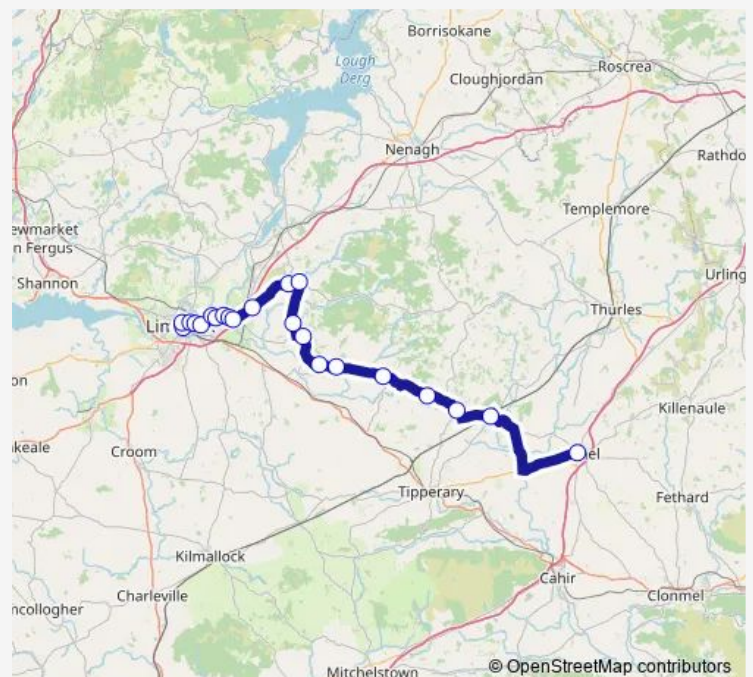 Borrisokane
Lough
Derg
Cloughjordan
Roscrea
Nenagh
Rathdo
Templemore
ewmarket
n Fergus
Shannon
Urling
Thurles
Lin
on
Killenaule
keale
Croom
el
Tipperary
Fethard
Kilmallock
Cahir
Charleville
Clonmel
ncollogher
Mitchelstown
© OpenStreetMap contributors